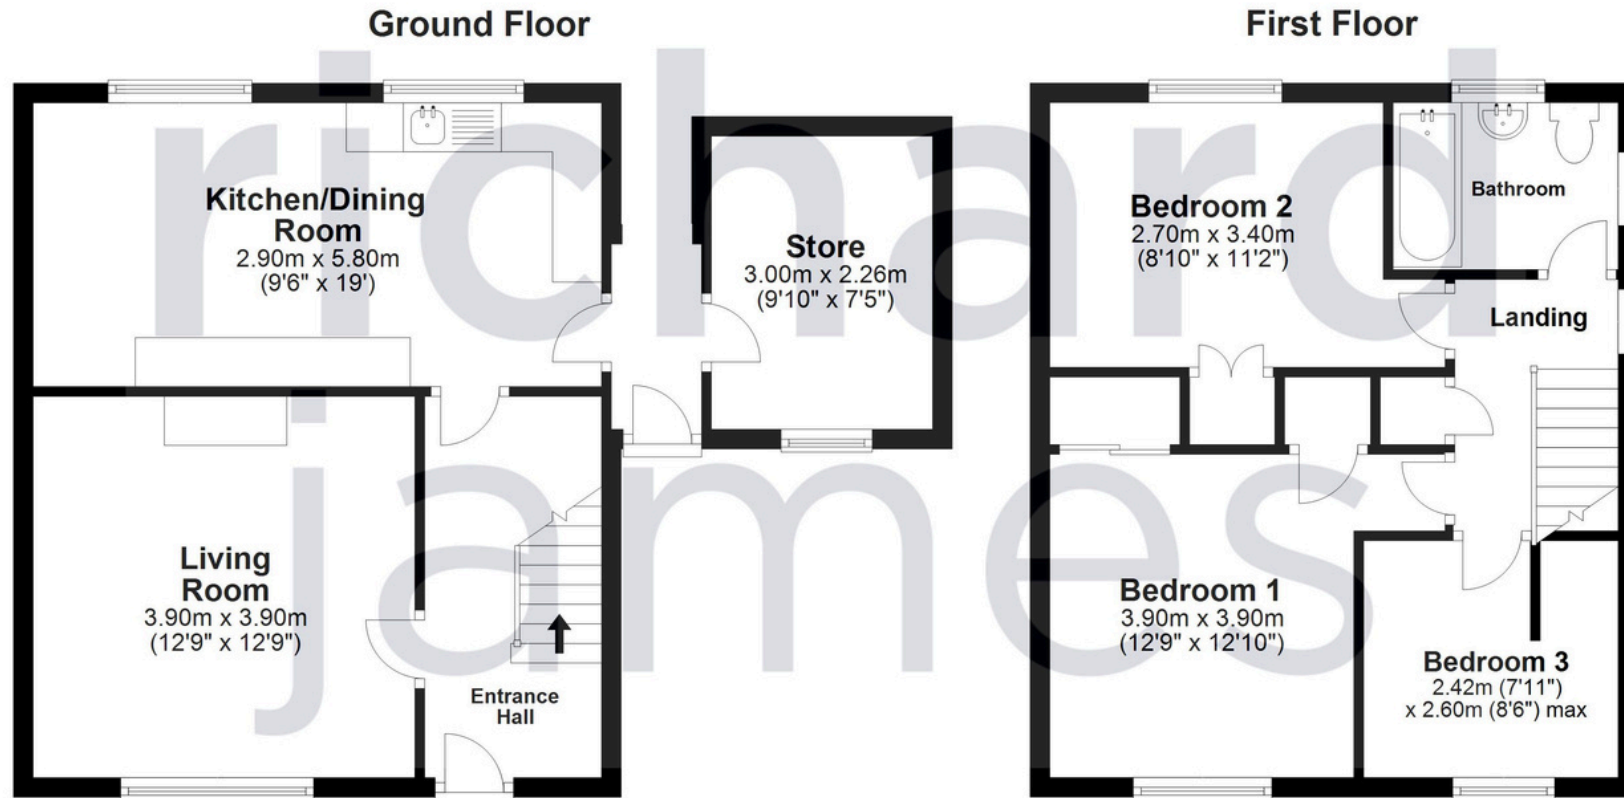 Ground Floor
First Floor
richard
james
Kitchen/Dining
Room
2.90m x 5.80m
(9'6" x 19')
Store
3.00m x 2.26m
(9'10" x 7'5")
Living
Room
3.90m x 3.90m
(12'9" x 12'9")
Entrance
Hall
Bedroom 2
2.70m x 3.40m
(8'10" x 11'2")
Bathroom
Landing
Bedroom 1
3.90m x 3.90m
(12'9" x 12'10")
Bedroom 3
2.42m (7'11")
x 2.60m (8'6") max